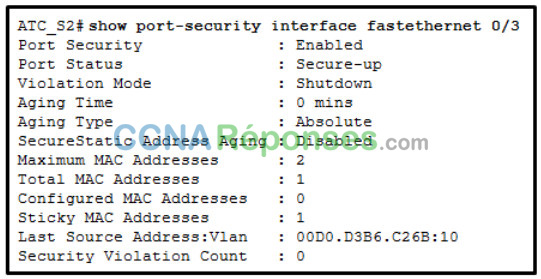 ATC_S2# show port-security interface fastethernet 0/3
Port Security : Enabled
Port Status : Secure-up
Violation Mode : Shutdown
Aging Time : 0 mins
Aging Type : Absolute
SecureStatic Address Aging : Disabled
CCNA Réponses.com
Maximum MAC Addresses : 2
Total MAC Addresses : 1
Configured MAC Addresses : 0
Sticky MAC Addresses : 1
Last Source Address:Vlan : 00D0.D3B6.C26B:10
Security Violation Count : 0